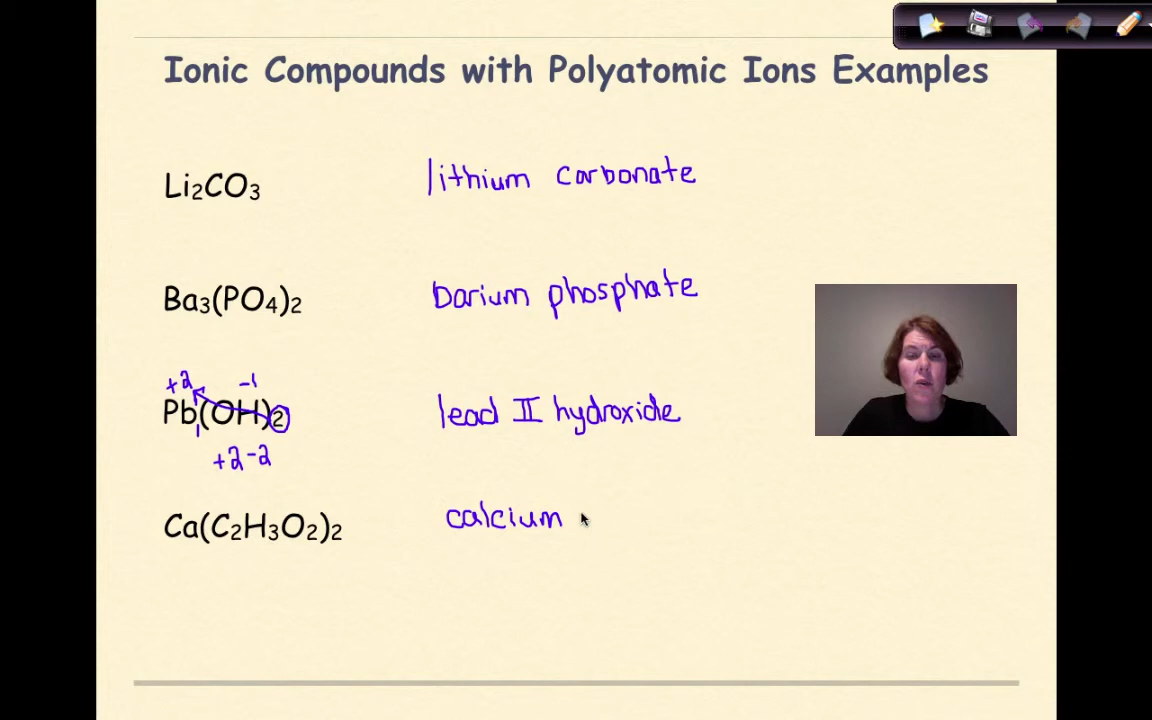 Ionic Compounds with Polyatomic Ions Examples
Li₂CO₃ lithium carbonate
Ba₃(PO₄)₂ barium phosphate
+2 -1
Pb(OH)₂ lead II hydroxide
+2 -2
Ca(C₂H₃O₂)₂ calcium